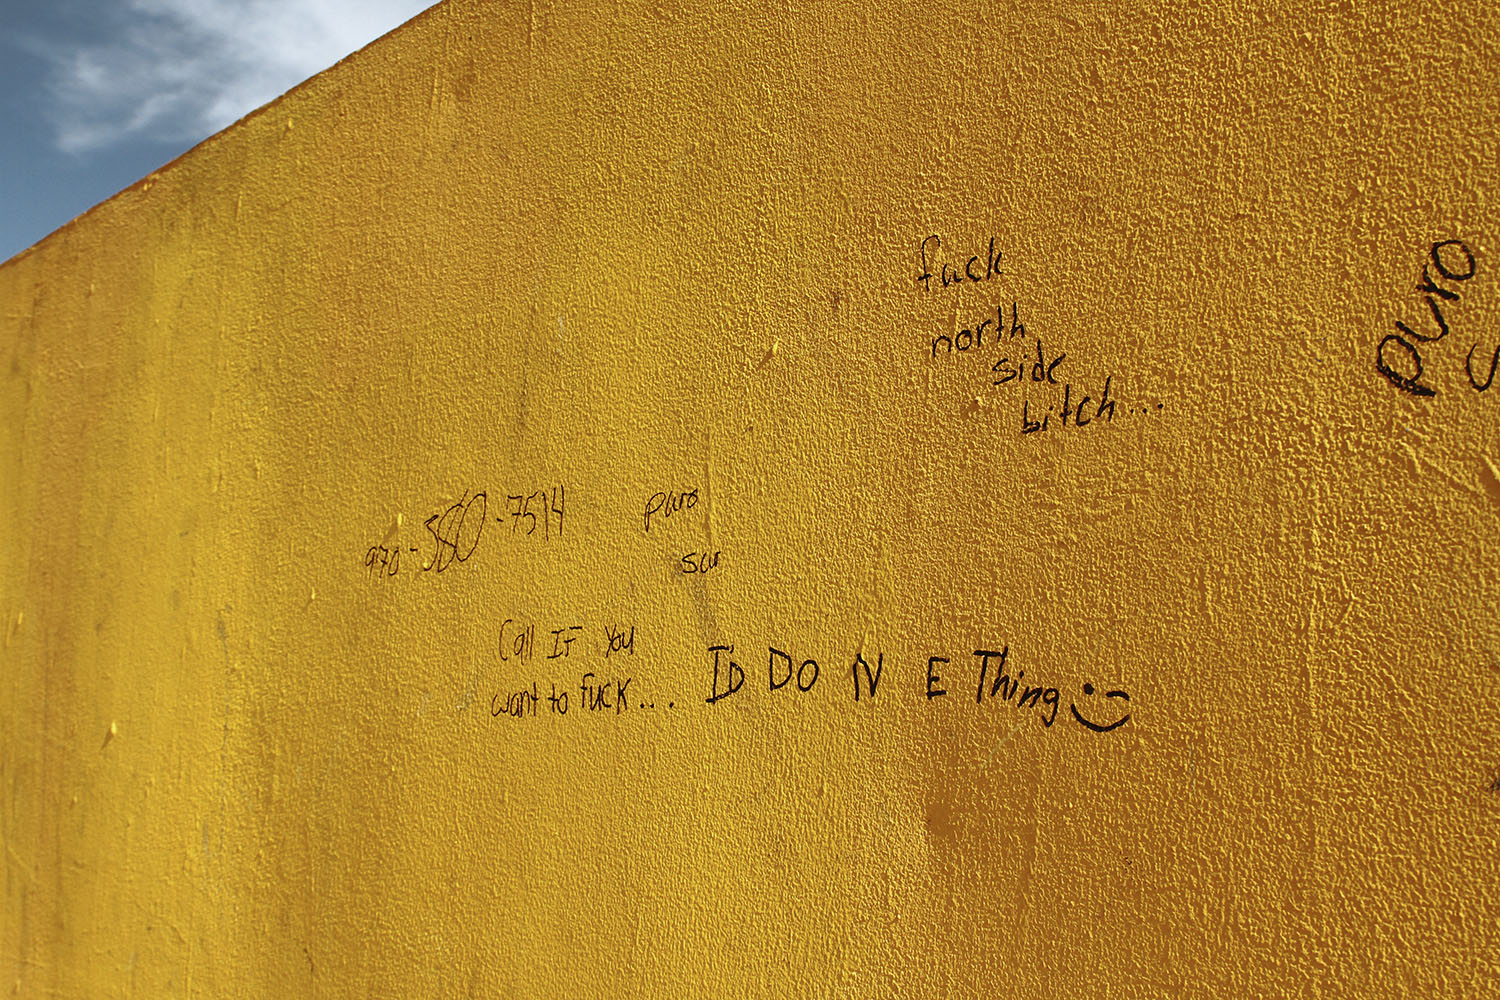 fuck
north
side
bitch...
puro
s
puro
sur
Call IF You
want to FUCK...
I'D DO N E Thing